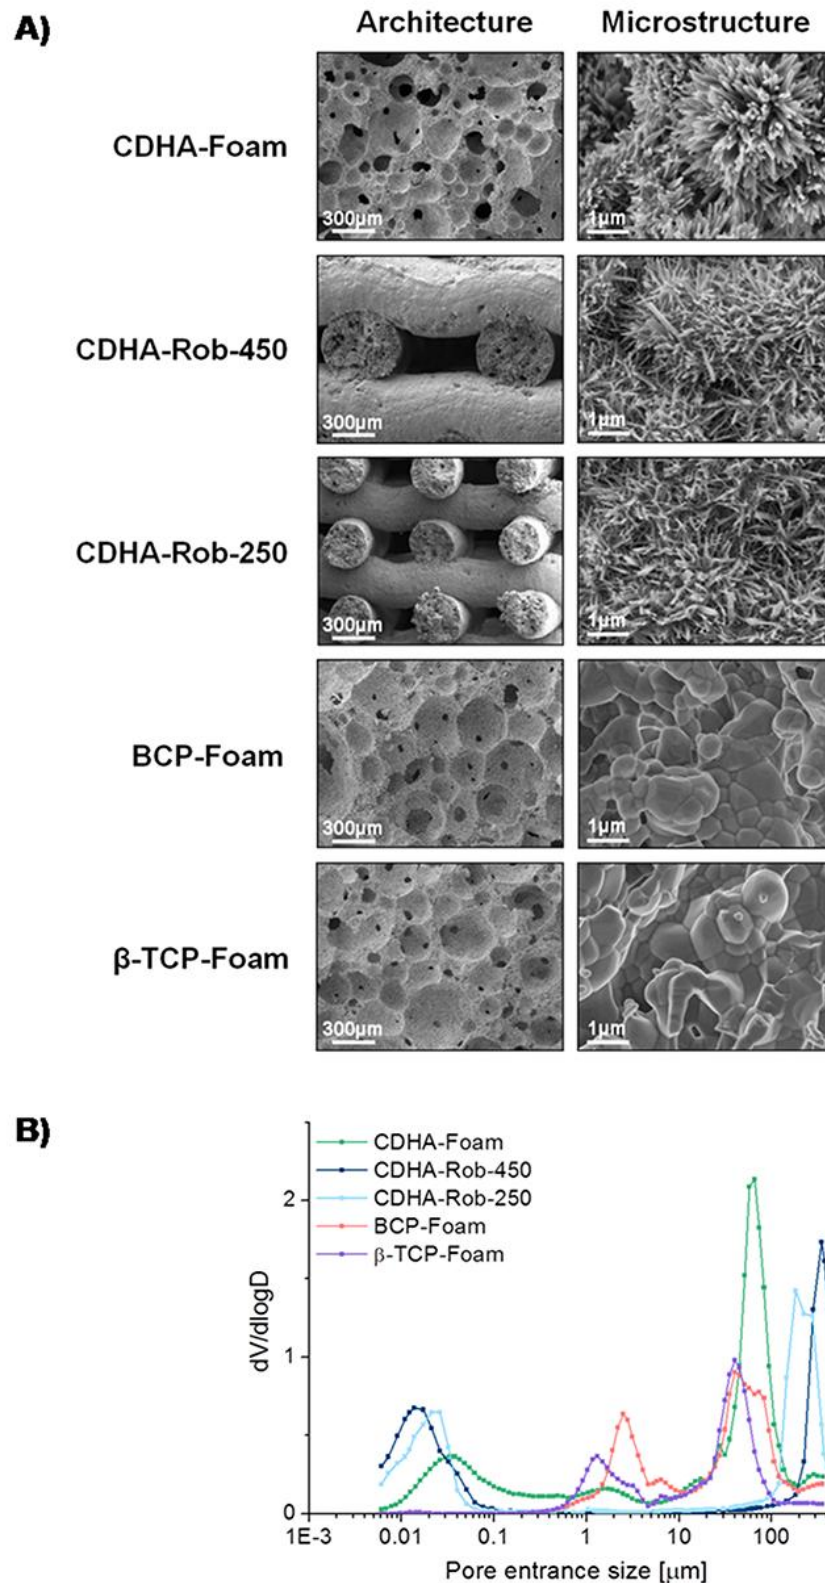 A)
Architecture Microstructure
CDHA-Foam
300µm 1µm
CDHA-Rob-450
300µm 1µm
CDHA-Rob-250
300µm 1µm
BCP-Foam
300µm 1µm
β-TCP-Foam
300µm 1µm
B)
CDHA-Foam
CDHA-Rob-450
CDHA-Rob-250
BCP-Foam
β-TCP-Foam
dV/dlogD
2
1
0
1E-3 0.01 0.1 1 10 100
Pore entrance size [µm]